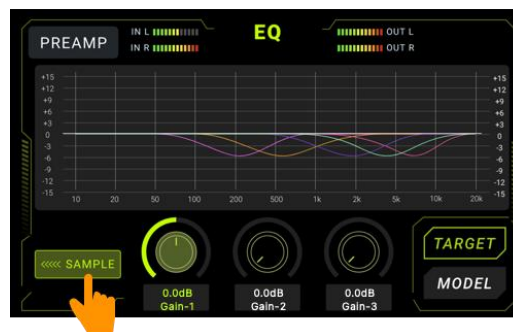 PREAMP
IN L
IN R
EQ
OUT L
OUT R
+15 +15
+12 +12
+9 +9
+6 +6
+3 +3
0 0
-3 -3
-6 -6
-9 -9
-12 -12
-15 -15
10 20 50 100 200 500 1k 2k 5k 10k 20k
<<<<< SAMPLE
TARGET
MODEL
0.0dB
Gain-1
0.0dB
Gain-2
0.0dB
Gain-3